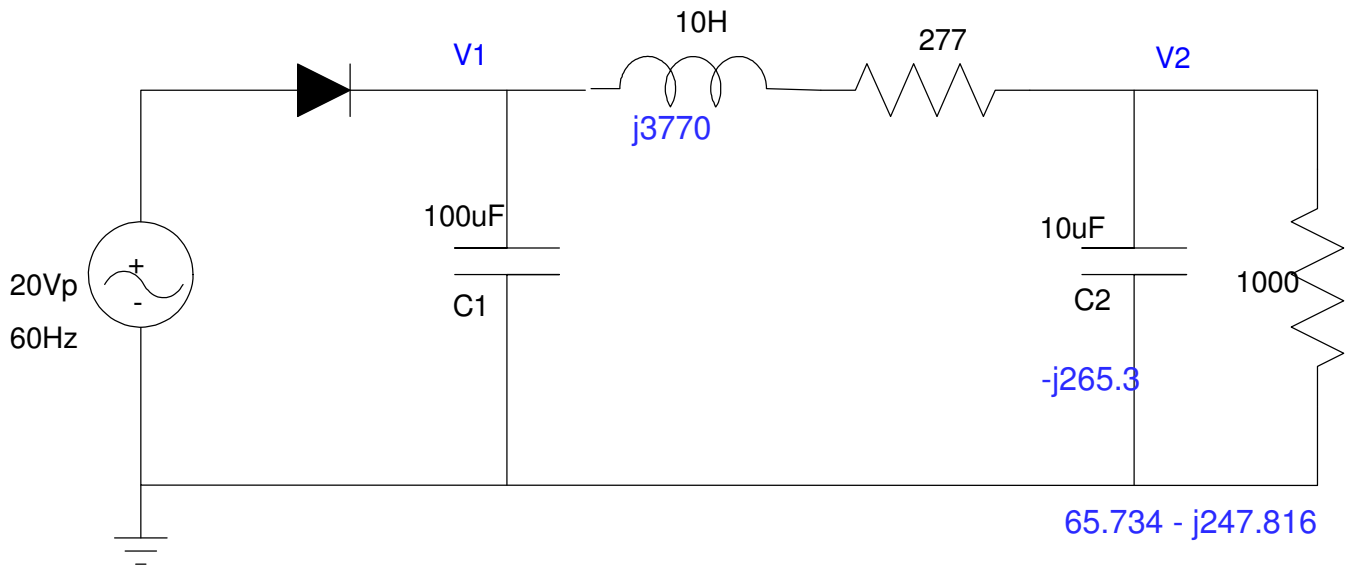 10H
277
V1
V2
j3770
100uF
10uF
+
-
20Vp
60Hz
1000
C1
C2
-j265.3
65.734 - j247.816